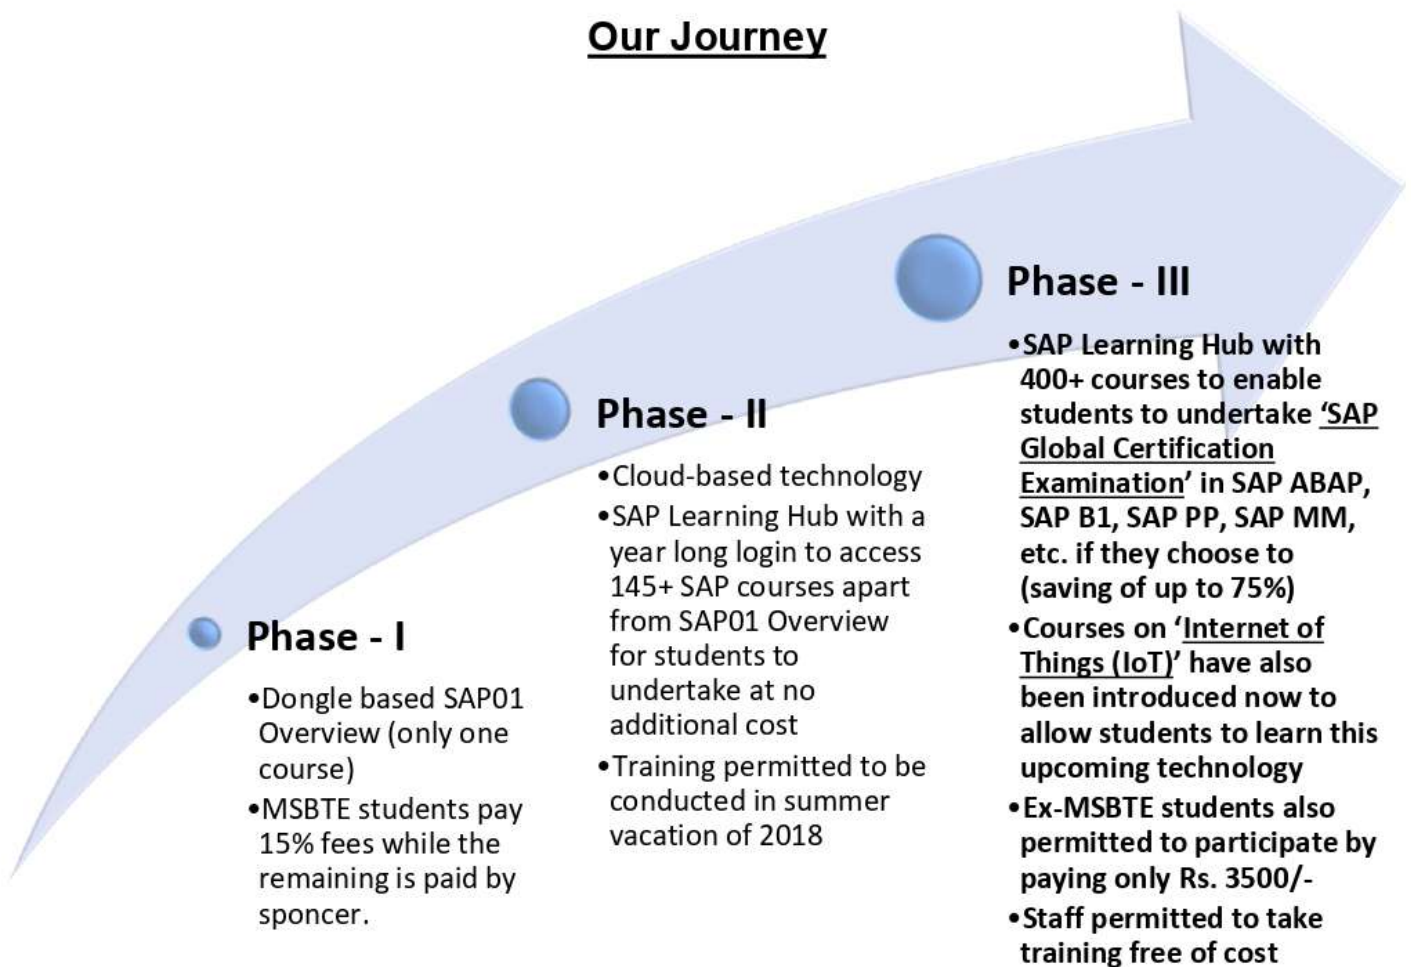 Our Journey
Phase - I
•Dongle based SAP01
Overview (only one
course)
•MSBTE students pay
15% fees while the
remaining is paid by
sponcer.
Phase - II
•Cloud-based technology
•SAP Learning Hub with a
year long login to access
145+ SAP courses apart
from SAP01 Overview
for students to
undertake at no
additional cost
•Training permitted to be
conducted in summer
vacation of 2018
Phase - III
•SAP Learning Hub with
400+ courses to enable
students to undertake ‘SAP
Global Certification
Examination’ in SAP ABAP,
SAP B1, SAP PP, SAP MM,
etc. if they choose to
(saving of up to 75%)
•Courses on ‘Internet of
Things (IoT)’ have also
been introduced now to
allow students to learn this
upcoming technology
•Ex-MSBTE students also
permitted to participate by
paying only Rs. 3500/-
•Staff permitted to take
training free of cost